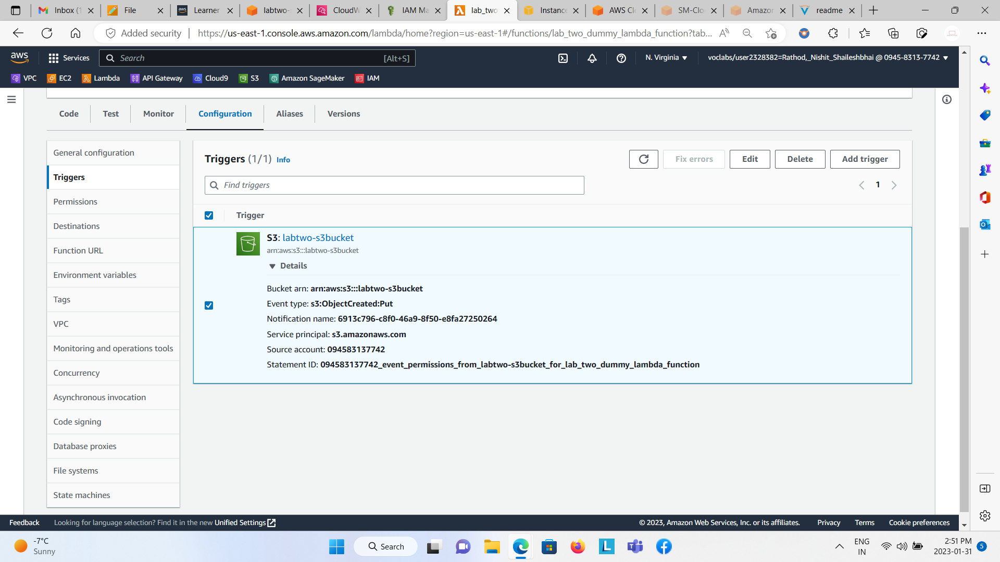 Inbox (1
File
Learner
labtwo-s
CloudW
IAM Ma
lab_two
Instance
AWS Clo
SM-Clou
Amazon
readme
Added security
https://us-east-1.console.aws.amazon.com/lambda/home?region=us-east-1#/functions/lab_two_dummy_lambda_function?tab...
aws
Services
Search
[Alt+S]
N. Virginia
voclabs/user2328382=Rathod,_Nishit_Shaileshbhai @ 0945-8313-7742
VPC
EC2
Lambda
API Gateway
Cloud9
S3
Amazon SageMaker
IAM
Code
Test
Monitor
Configuration
Aliases
Versions
General configuration
Triggers
Permissions
Destinations
Function URL
Environment variables
Tags
VPC
Monitoring and operations tools
Concurrency
Asynchronous invocation
Code signing
Database proxies
File systems
State machines
Triggers (1/1) Info
Fix errors
Edit
Delete
Add trigger
Find triggers
1
Trigger
S3: labtwo-s3bucket
arn:aws:s3:::labtwo-s3bucket
Details
Bucket arn: arn:aws:s3:::labtwo-s3bucket
Event type: s3:ObjectCreated:Put
Notification name: 6913c796-c8f0-46a9-8f50-e8fa27250264
Service principal: s3.amazonaws.com
Source account: 094583137742
Statement ID: 094583137742_event_permissions_from_labtwo-s3bucket_for_lab_two_dummy_lambda_function
Feedback
Looking for language selection? Find it in the new Unified Settings
© 2023, Amazon Web Services, Inc. or its affiliates.
Privacy
Terms
Cookie preferences
-7°C
Sunny
Search
ENG
IN
2:51 PM
2023-01-31
5